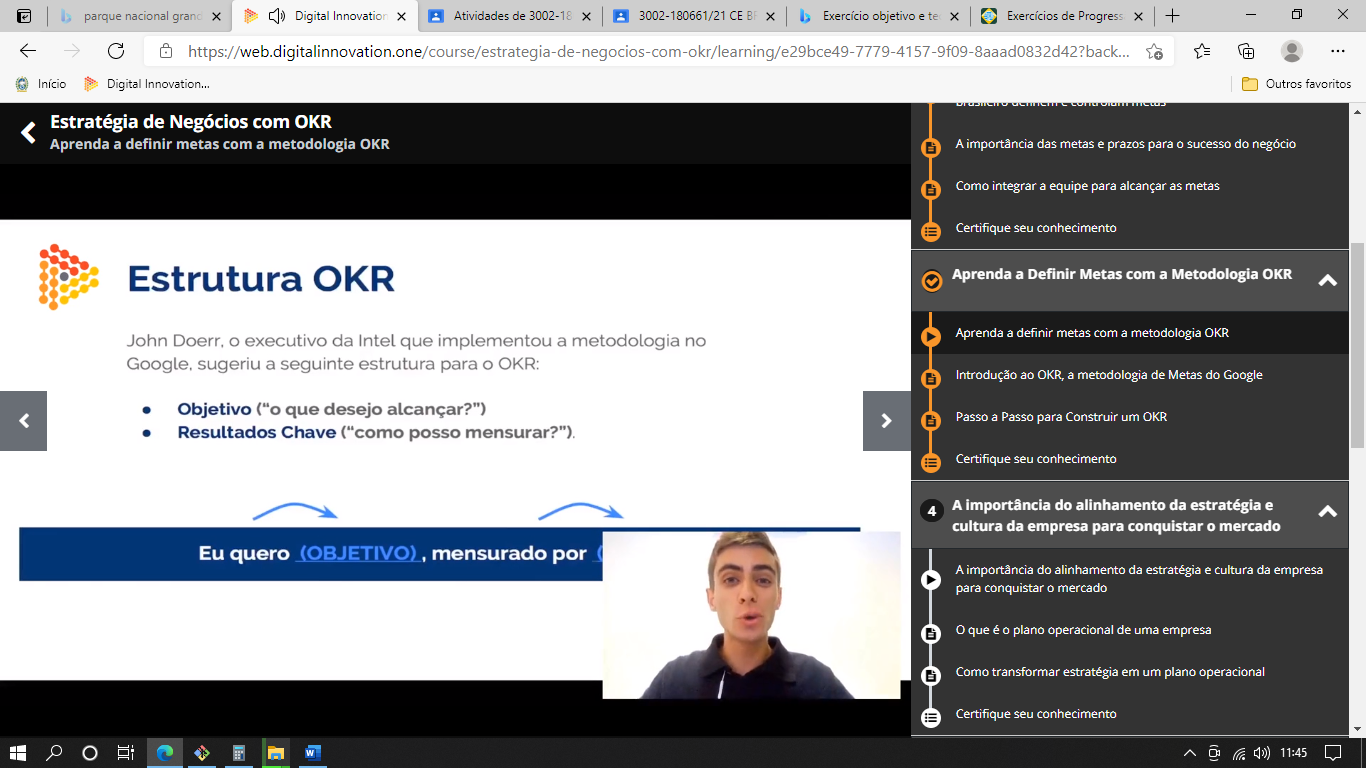 parque nacional grand
Digital Innovation
Atividades de 3002-18
3002-180661/21 CE BF
Exercício objetivo e te
Exercícios de Progress
https://web.digitalinnovation.one/course/estrategia-de-negocios-com-okr/learning/e29bce49-7779-4157-9f09-8aaad0832d42?back...
Início
Digital Innovation...
Outros favoritos
Estratégia de Negócios com OKR
Aprenda a definir metas com a metodologia OKR
Estrutura OKR
John Doerr, o executivo da Intel que implementou a metodologia no
Google, sugeriu a seguinte estrutura para o OKR:
● Objetivo (“o que desejo alcançar?”)
● Resultados Chave (“como posso mensurar?”).
Eu quero (OBJETIVO) , mensurado por (
brasileiro definem e controlam metas
A importância das metas e prazos para o sucesso do negócio
Como integrar a equipe para alcançar as metas
Certifique seu conhecimento
Aprenda a Definir Metas com a Metodologia OKR
Aprenda a definir metas com a metodologia OKR
Introdução ao OKR, a metodologia de Metas do Google
Passo a Passo para Construir um OKR
Certifique seu conhecimento
4 A importância do alinhamento da estratégia e
cultura da empresa para conquistar o mercado
A importância do alinhamento da estratégia e cultura da empresa
para conquistar o mercado
O que é o plano operacional de uma empresa
Como transformar estratégia em um plano operacional
Certifique seu conhecimento
11:45